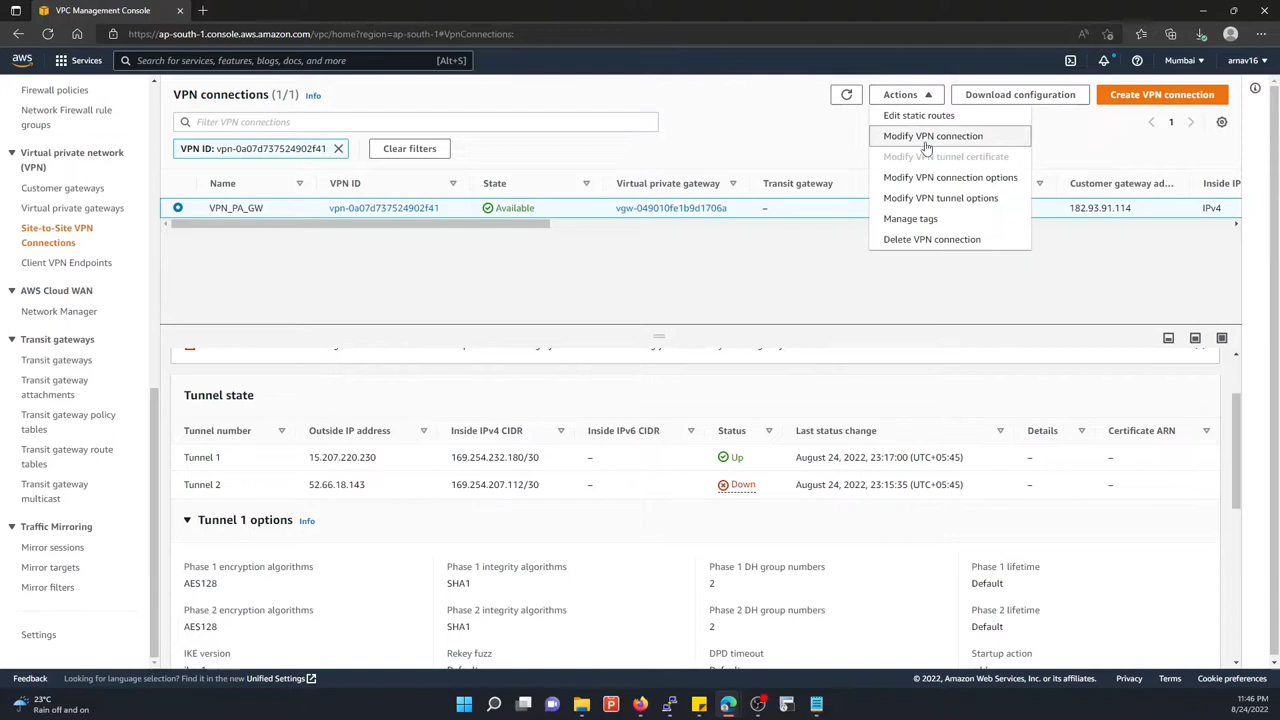 VPC Management Console
https://ap-south-1.console.aws.amazon.com/vpc/home?region=ap-south-1#VpnConnections:
aws
Services
Search for services, features, blogs, docs, and more
[Alt+S]
Mumbai
arnav16
Firewall policies
Network Firewall rule
groups
Virtual private network
(VPN)
Customer gateways
Virtual private gateways
Site-to-Site VPN
Connections
Client VPN Endpoints
AWS Cloud WAN
Network Manager
Transit gateways
Transit gateways
Transit gateway
attachments
Transit gateway policy
tables
Transit gateway route
tables
Transit gateway
multicast
Traffic Mirroring
Mirror sessions
Mirror targets
Mirror filters
Settings
VPN connections (1/1) Info
Actions
Download configuration
Create VPN connection
Filter VPN connections
1
VPN ID: vpn-0a07d737524902f41
Clear filters
Edit static routes
Modify VPN connection
Modify VPN tunnel certificate
Modify VPN connection options
Modify VPN tunnel options
Manage tags
Delete VPN connection
Name VPN ID State Virtual private gateway Transit gateway Customer gateway ad... Inside IP
VPN_PA_GW vpn-0a07d737524902f41 Available vgw-049010fe1b9d1706a – 182.93.91.114 IPv4
Tunnel state
Tunnel number Outside IP address Inside IPv4 CIDR Inside IPv6 CIDR Status Last status change Details Certificate ARN
Tunnel 1 15.207.220.230 169.254.232.180/30 – Up August 24, 2022, 23:17:00 (UTC+05:45) – –
Tunnel 2 52.66.18.143 169.254.207.112/30 – Down August 24, 2022, 23:15:35 (UTC+05:45) – –
Tunnel 1 options Info
Phase 1 encryption algorithms Phase 1 integrity algorithms Phase 1 DH group numbers Phase 1 lifetime
AES128 SHA1 2 Default
Phase 2 encryption algorithms Phase 2 integrity algorithms Phase 2 DH group numbers Phase 2 lifetime
AES128 SHA1 2 Default
IKE version Rekey fuzz DPD timeout Startup action
Feedback
Looking for language selection? Find it in the new Unified Settings
© 2022, Amazon Web Services, Inc. or its affiliates.
Privacy
Terms
Cookie preferences
23°C
Rain off and on
11:46 PM
8/24/2022